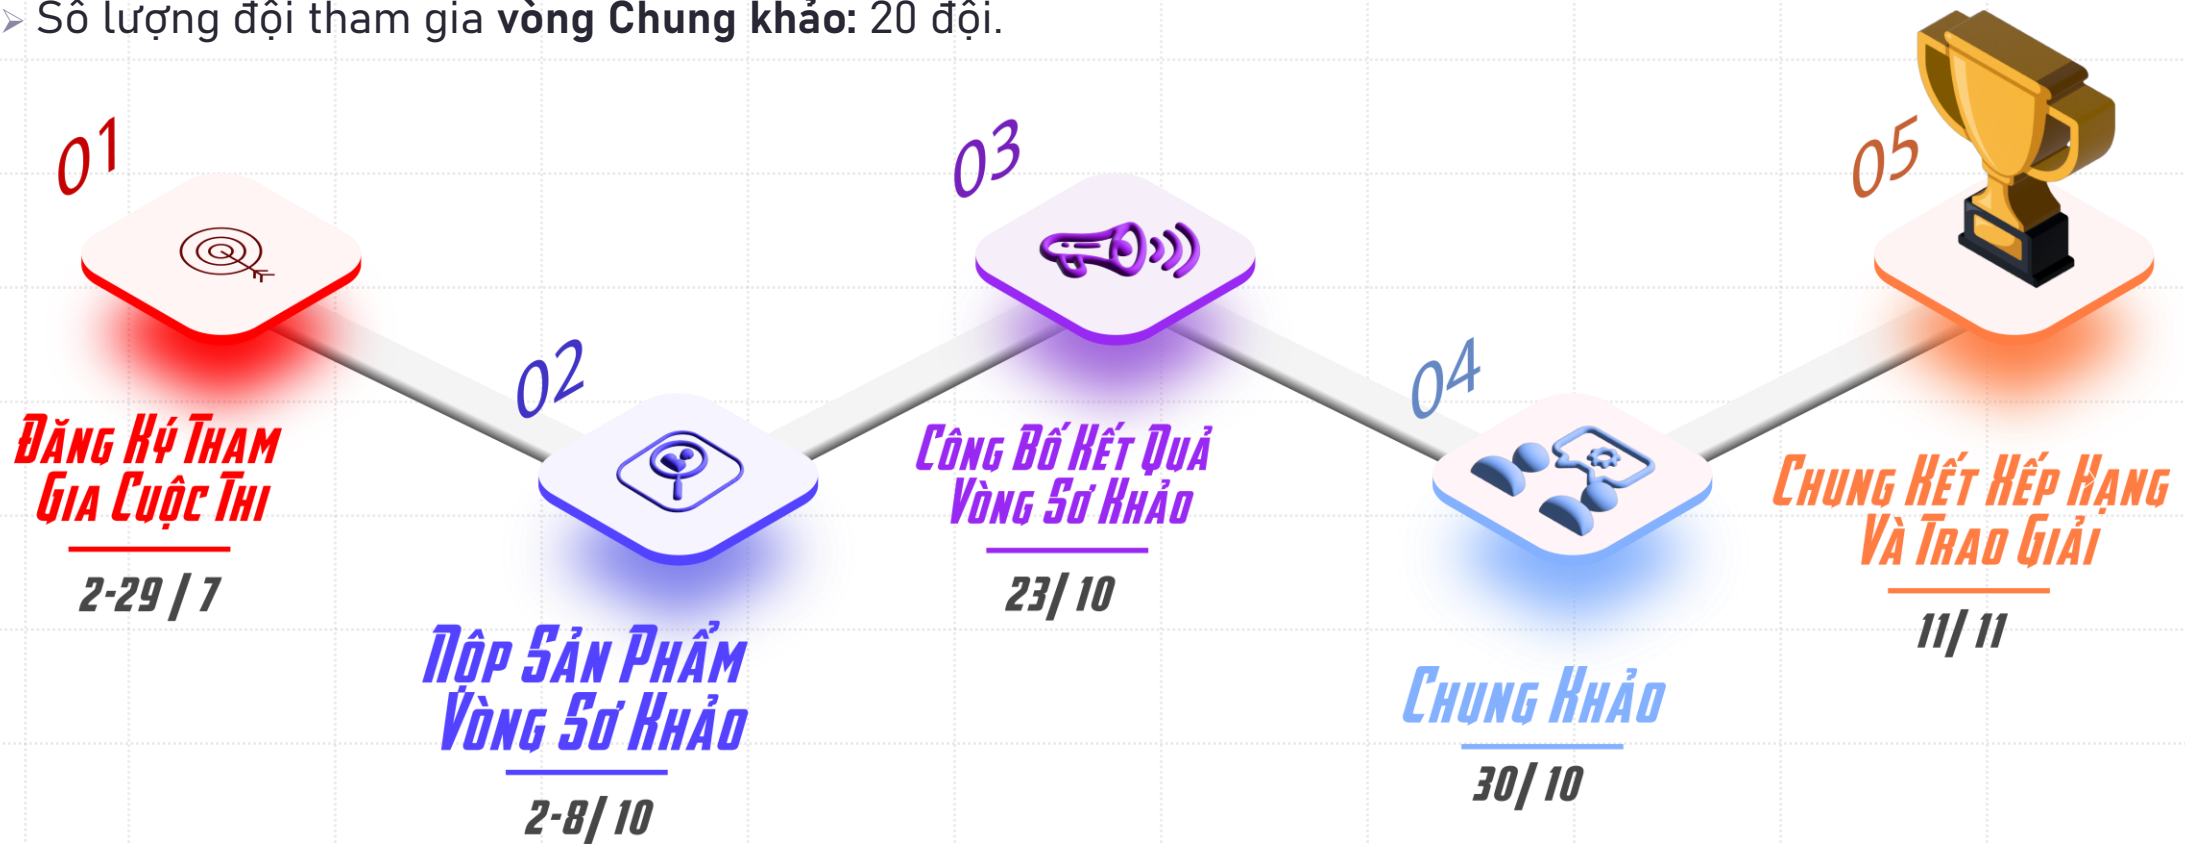 ➢ Số lượng đội tham gia vòng Chung khảo: 20 đội.
01
Đăng Ký Tham
Gia Cuộc Thi
2-29 / 7
02
Nộp Sản Phẩm
Vòng Sơ Khảo
2-8/ 10
03
Công Bố Kết Quả
Vòng Sơ Khảo
23/ 10
04
Chung Khảo
30/ 10
05
Chung Kết Xếp Hạng
Và Trao Giải
11/ 11